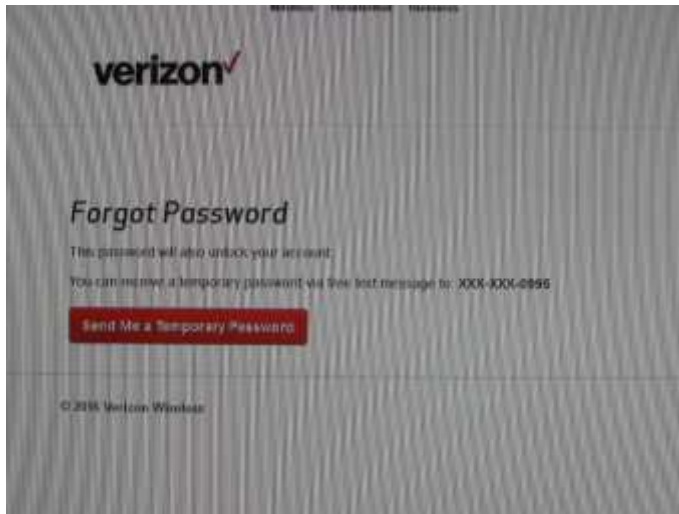 verizon
Forgot Password
This password will also unlock your account.
You can receive a temporary password via free text message to: XXX-XXX-0995
Send Me a Temporary Password
Verizon Wireless